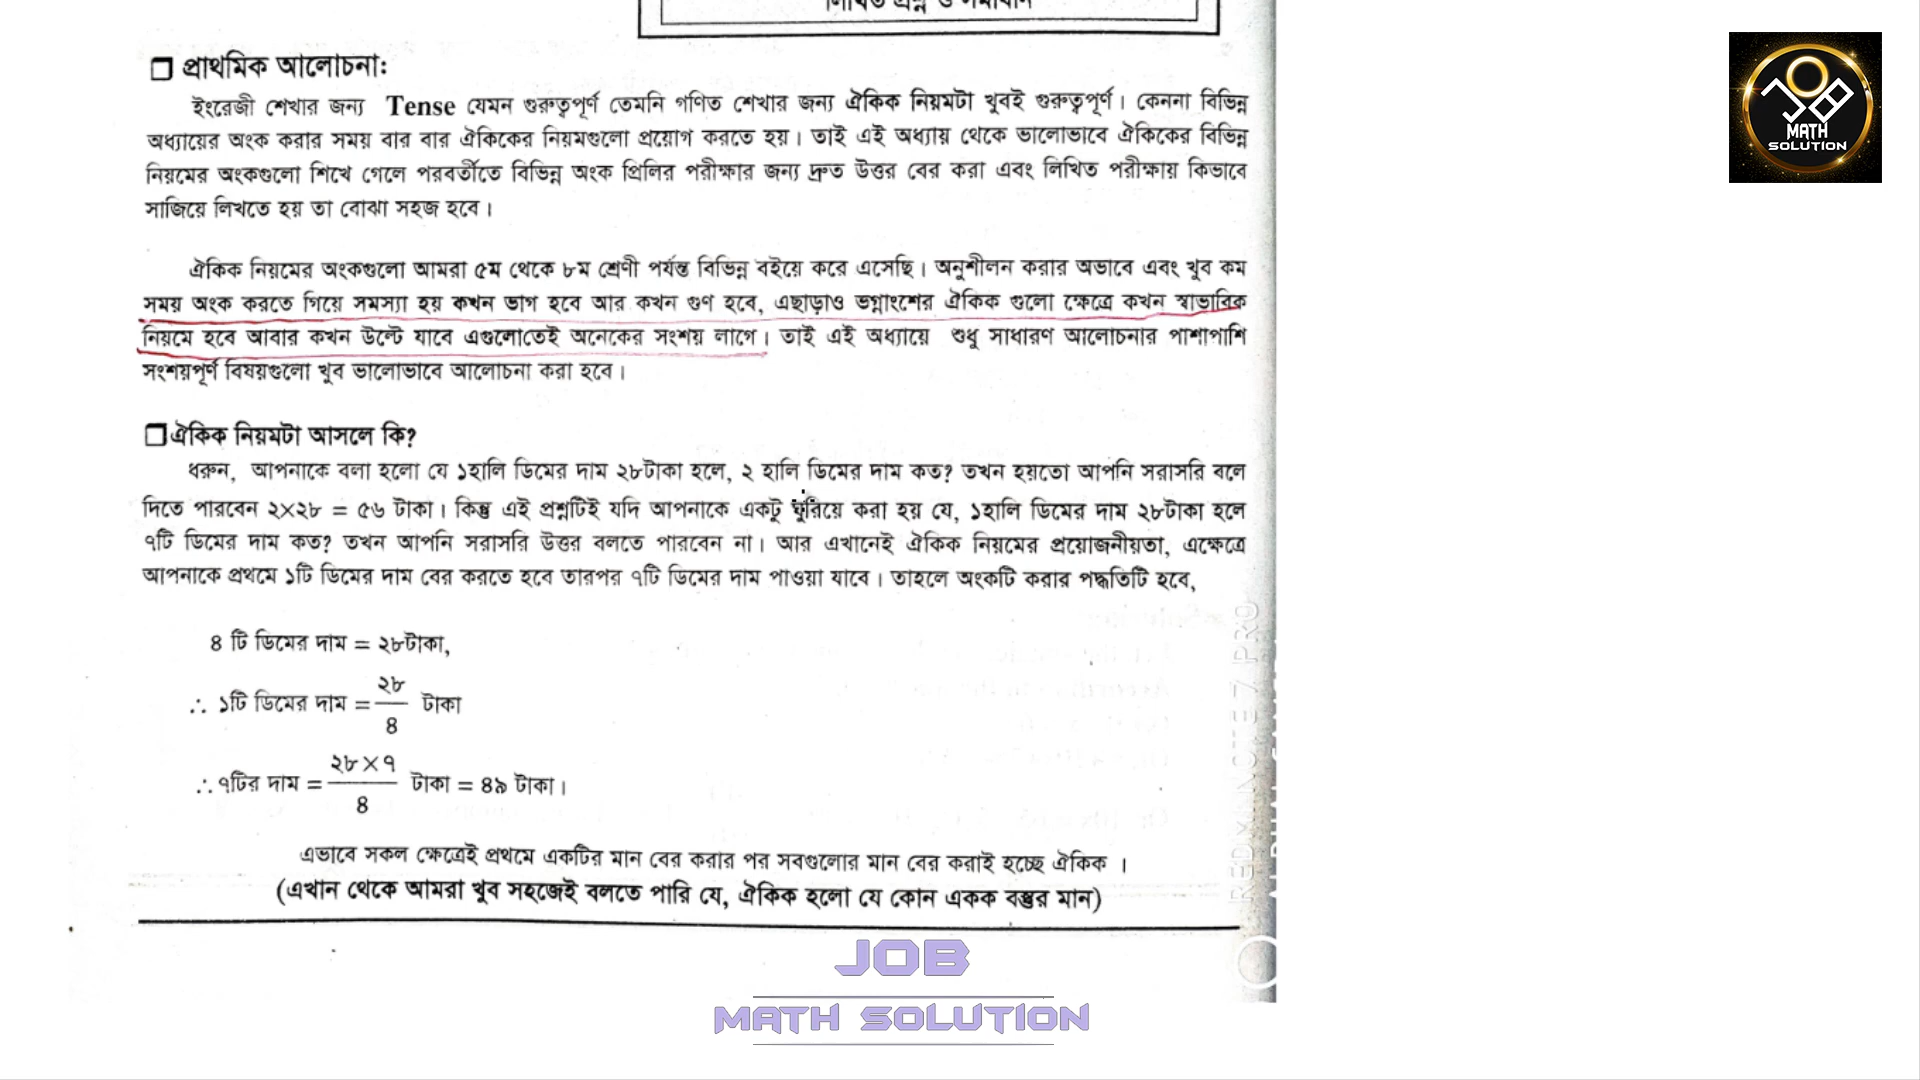 লিখিত প্রশ্ন ও সমাধান
❒ প্রাথমিক আলোচনা:
ইংরেজী শেখার জন্য Tense যেমন গুরুত্বপূর্ণ তেমনি গণিত শেখার জন্য ঐকিক নিয়মটা খুবই গুরুত্বপূর্ণ। কেননা বিভিন্ন
অধ্যায়ের অংক করার সময় বার বার ঐকিকের নিয়মগুলো প্রয়োগ করতে হয়। তাই এই অধ্যায় থেকে ভালোভাবে ঐকিকের বিভিন্ন
নিয়মের অংকগুলো শিখে গেলে পরবর্তীতে বিভিন্ন অংক প্রিলির পরীক্ষার জন্য দ্রুত উত্তর বের করা এবং লিখিত পরীক্ষায় কিভাবে
সাজিয়ে লিখতে হয় তা বোঝা সহজ হবে।
ঐকিক নিয়মের অংকগুলো আমরা ৫ম থেকে ৮ম শ্রেণী পর্যন্ত বিভিন্ন বইয়ে করে এসেছি। অনুশীলন করার অভাবে এবং খুব কম
সময় অংক করতে গিয়ে সমস্যা হয় কখন ভাগ হবে আর কখন গুণ হবে, এছাড়াও ভগ্নাংশের ঐকিক গুলো ক্ষেত্রে কখন স্বাভাবিক
নিয়মে হবে আবার কখন উল্টে যাবে এগুলোতেই অনেকের সংশয় লাগে। তাই এই অধ্যায়ে শুধু সাধারণ আলোচনার পাশাপাশি
সংশয়পূর্ণ বিষয়গুলো খুব ভালোভাবে আলোচনা করা হবে।
❒ঐকিক নিয়মটা আসলে কি?
ধরুন, আপনাকে বলা হলো যে ১হালি ডিমের দাম ২৮টাকা হলে, ২ হালি ডিমের দাম কত? তখন হয়তো আপনি সরাসরি বলে
দিতে পারবেন ২×২৮ = ৫৬ টাকা। কিন্তু এই প্রশ্নটিই যদি আপনাকে একটু ঘুরিয়ে করা হয় যে, ১হালি ডিমের দাম ২৮টাকা হলে
৭টি ডিমের দাম কত? তখন আপনি সরাসরি উত্তর বলতে পারবেন না। আর এখানেই ঐকিক নিয়মের প্রয়োজনীয়তা, এক্ষেত্রে
আপনাকে প্রথমে ১টি ডিমের দাম বের করতে হবে তারপর ৭টি ডিমের দাম পাওয়া যাবে। তাহলে অংকটি করার পদ্ধতিটি হবে,
৪ টি ডিমের দাম = ২৮টাকা,
∴ ১টি ডিমের দাম = ২৮/৪ টাকা
∴ ৭টির দাম = ২৮×৭/৪ টাকা = ৪৯ টাকা।
এভাবে সকল ক্ষেত্রেই প্রথমে একটির মান বের করার পর সবগুলোর মান বের করাই হচ্ছে ঐকিক ।
(এখান থেকে আমরা খুব সহজেই বলতে পারি যে, ঐকিক হলো যে কোন একক বস্তুর মান)
JOB
MATH SOLUTION
JOB
MATH
SOLUTION
REDMI NOTE 7 PRO